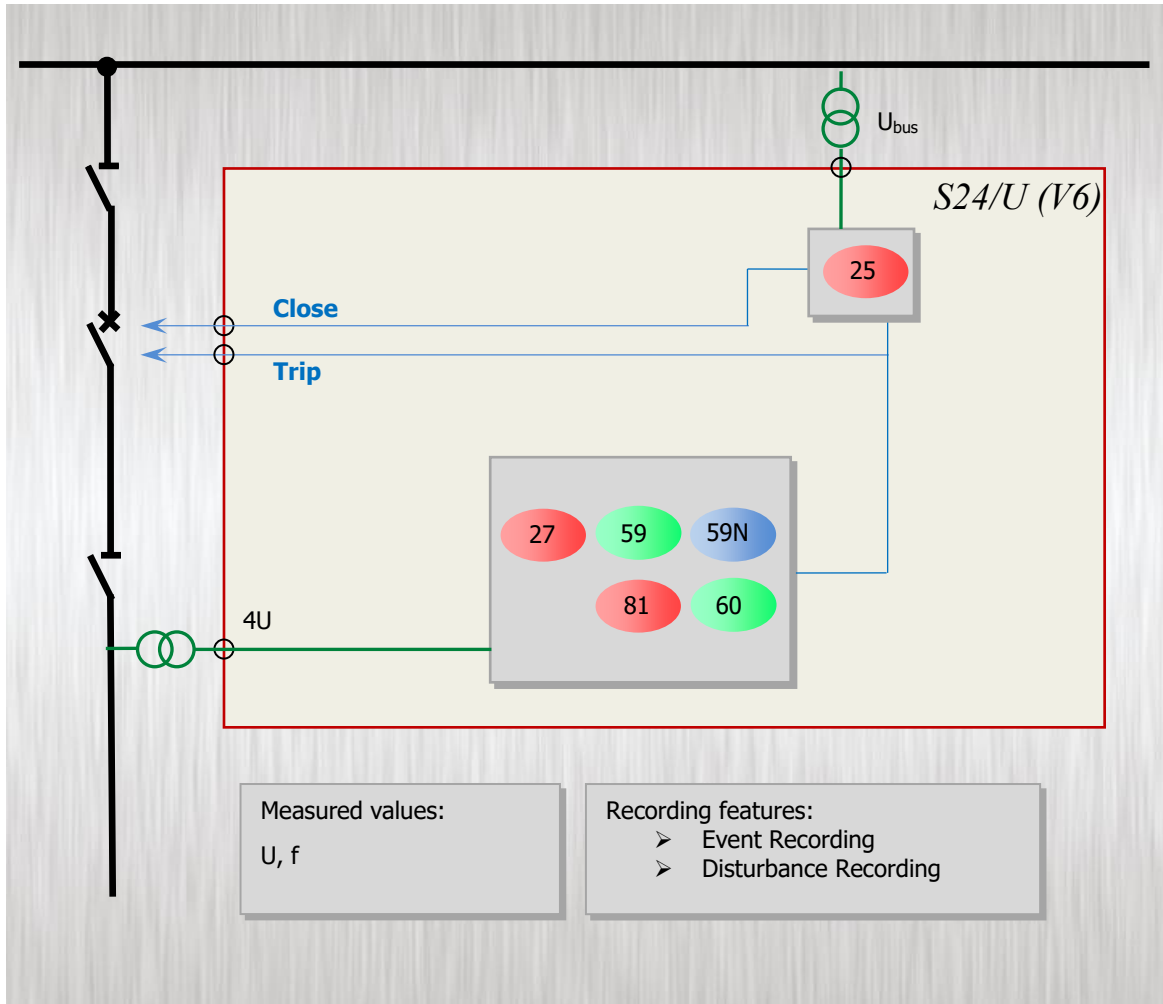 U_bus
S24/U (V6)
25
Close
Trip
27 59 59N
81 60
4U
Measured values:
U, f
Recording features:
➢ Event Recording
➢ Disturbance Recording